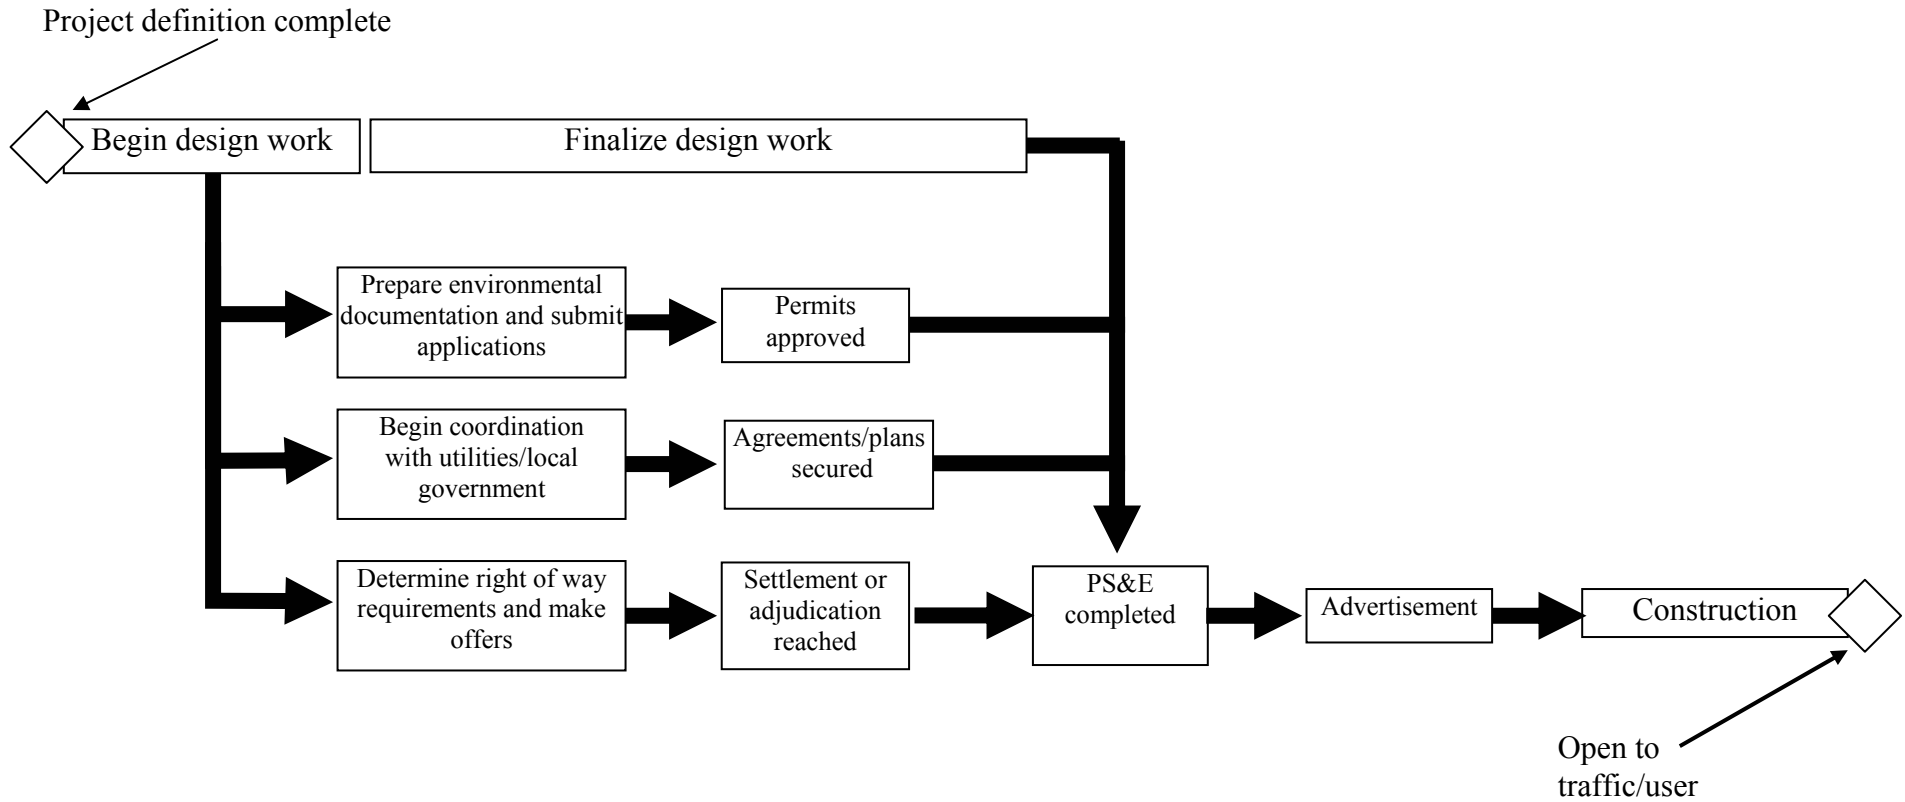 Project definition complete
Begin design work
Finalize design work
Prepare environmental
documentation and submit
applications
Permits
approved
Begin coordination
with utilities/local
government
Agreements/plans
secured
Determine right of way
requirements and make
offers
Settlement or
adjudication
reached
PS&E
completed
Advertisement
Construction
Open to
traffic/user